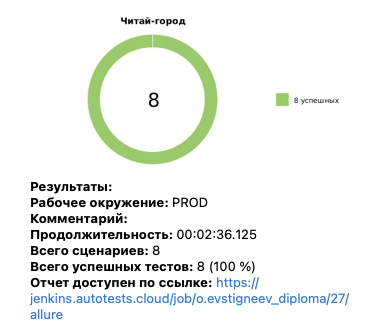 Читай-город
8
8 успешных
Результаты:
Рабочее окружение: PROD
Комментарий:
Продолжительность: 00:02:36.125
Всего сценариев: 8
Всего успешных тестов: 8 (100 %)
Отчет доступен по ссылке: https://
jenkins.autotests.cloud/job/o.evstigneev_diploma/27/
allure